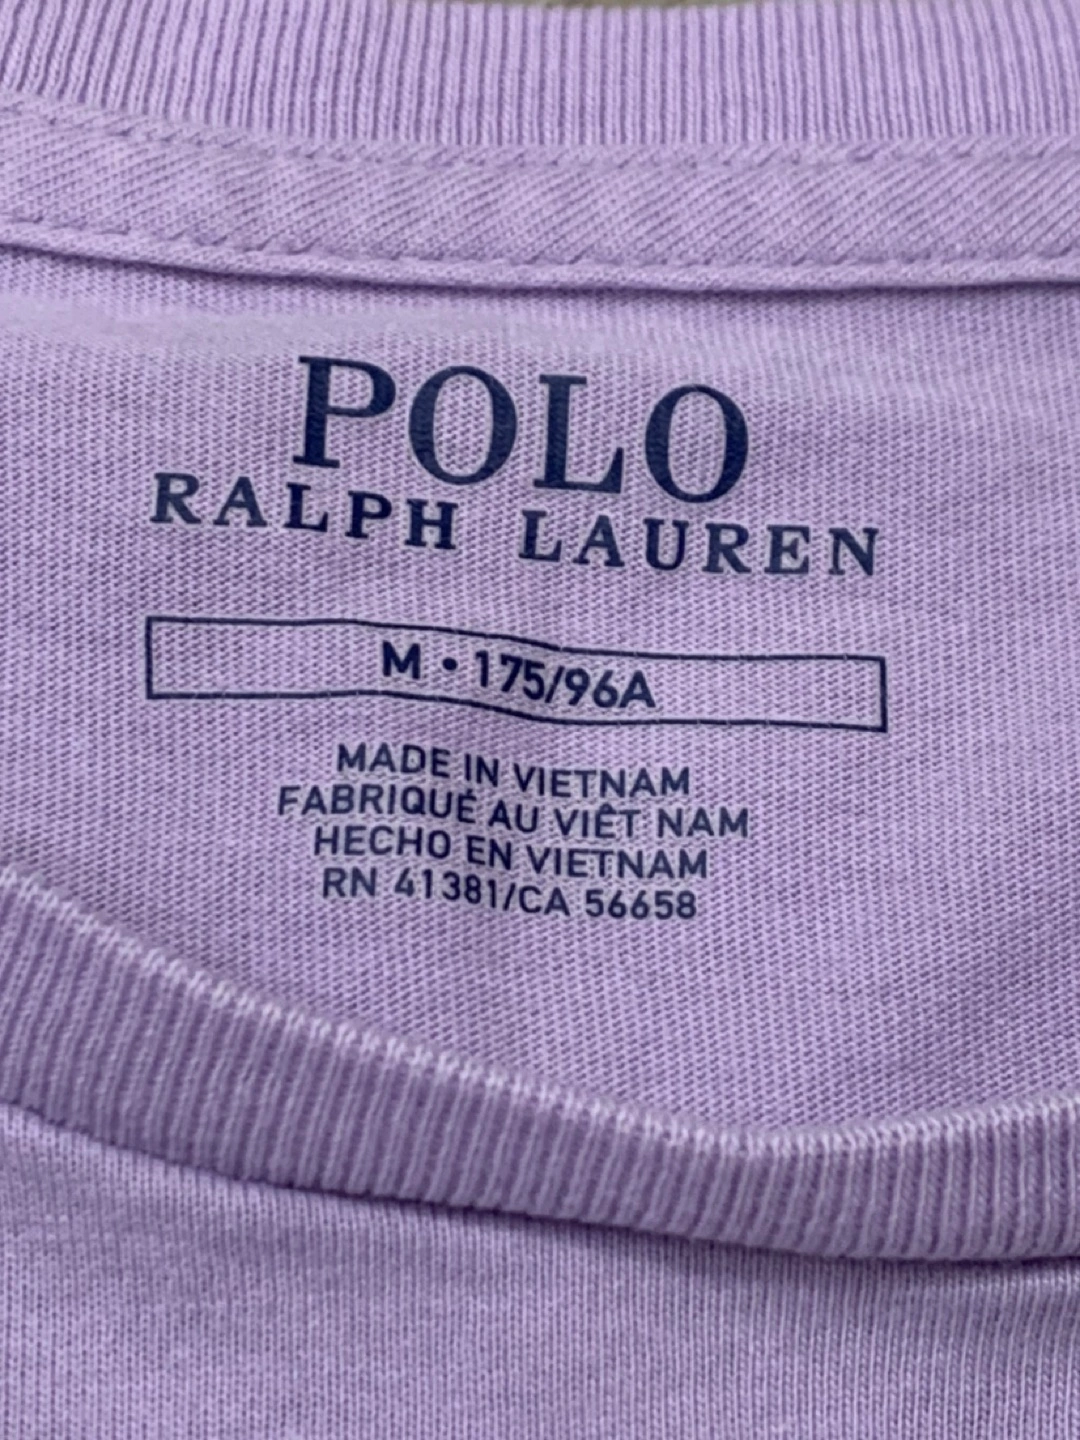 POLO
RALPH LAUREN
M • 175/96A
MADE IN VIETNAM
FABRIQUÉ AU VIÊT NAM
HECHO EN VIETNAM
RN 41381/CA 56658